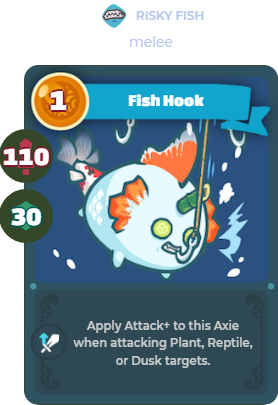 RISKY FISH
melee
1
Fish Hook
110
30
Apply Attack+ to this Axie
when attacking Plant, Reptile,
or Dusk targets.